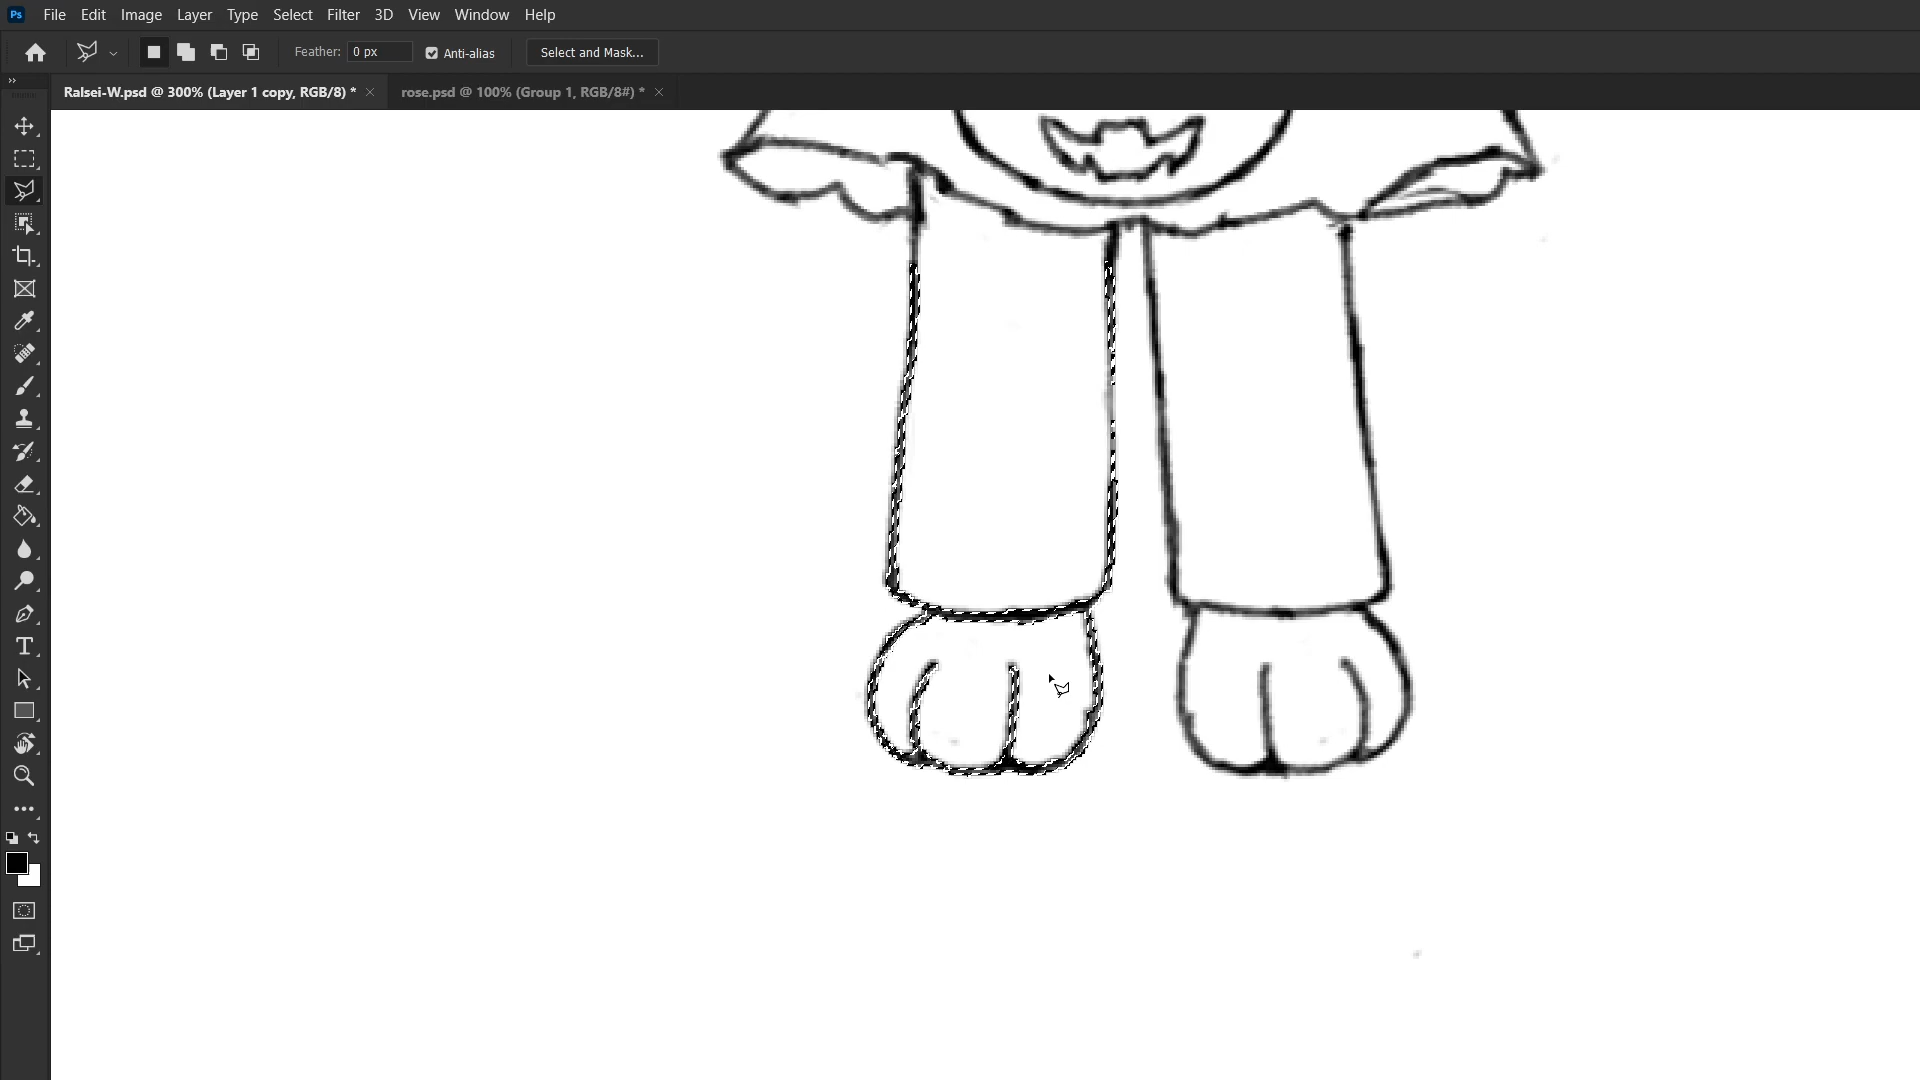 Ps File Edit Image Layer Type Select Filter 3D View Window Help
Feather: 0 px Anti-alias Select and Mask...
Ralsei-W.psd @ 300% (Layer 1 copy, RGB/8) * × rose.psd @ 100% (Group 1, RGB/8#) * ×
T